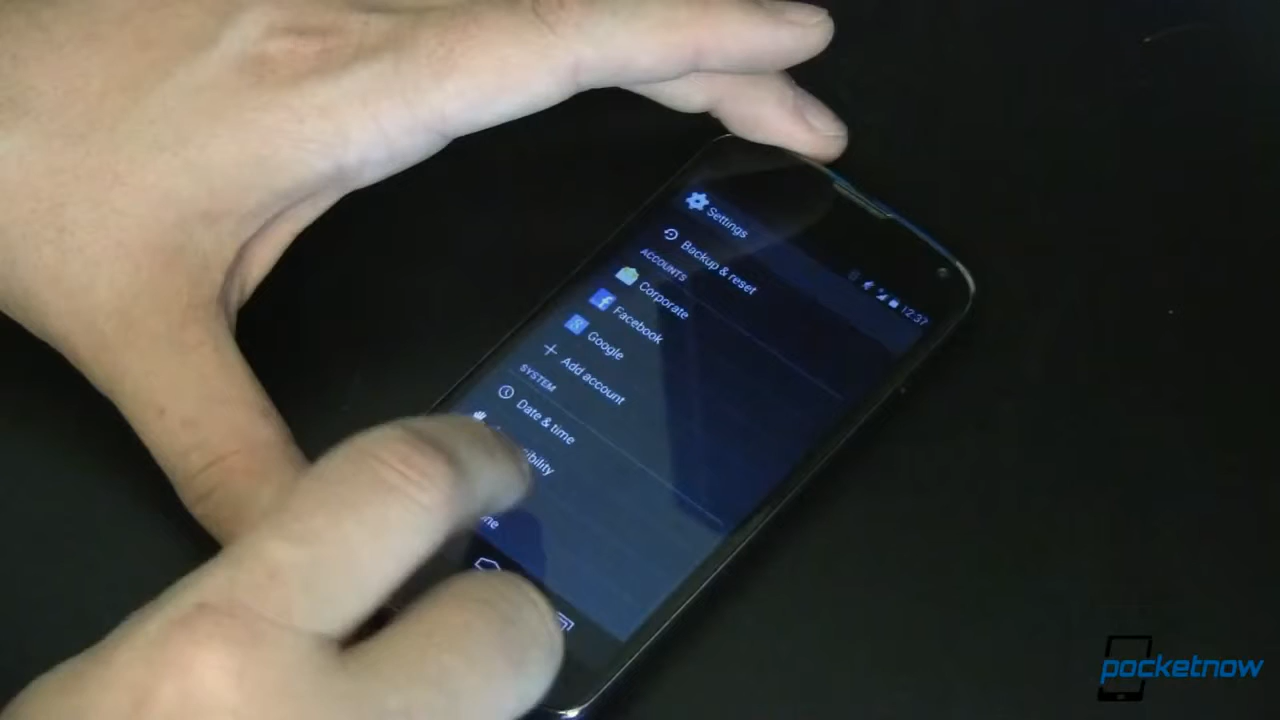 Settings
12:37
Backup & reset
ACCOUNTS
Corporate
Facebook
Google
Add account
SYSTEM
Date & time
pocketnow